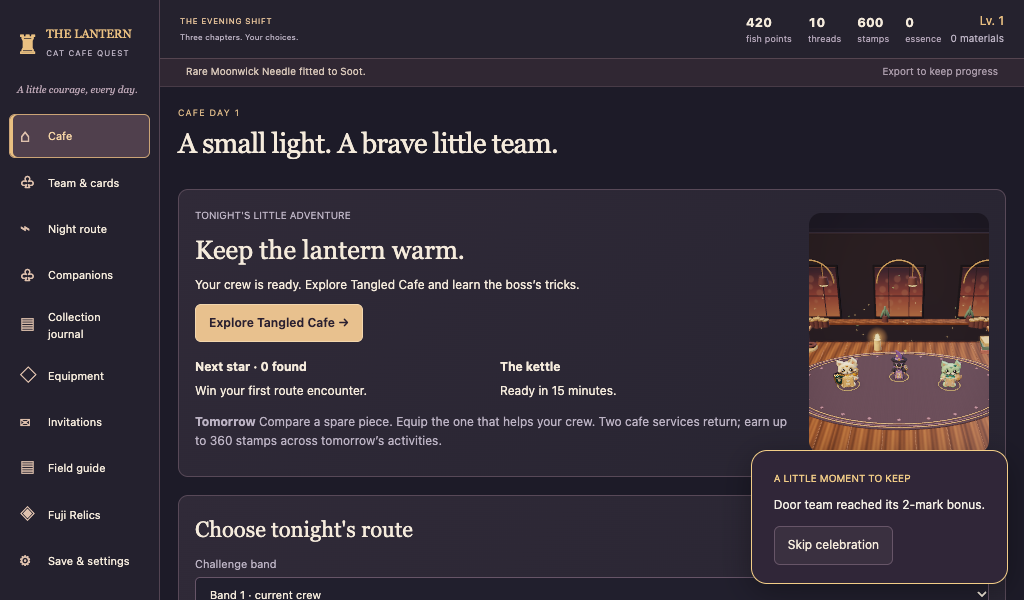 THE LANTERN
CAT CAFE QUEST
A little courage, every day.
Cafe
Team & cards
Night route
Companions
Collection
journal
Equipment
Invitations
Field guide
Fuji Relics
Save & settings
THE EVENING SHIFT
Three chapters. Your choices.
420
fish points
10
threads
600
stamps
0
essence
Lv. 1
0 materials
Rare Moonwick Needle fitted to Soot.
Export to keep progress
CAFE DAY 1
A small light. A brave little team.
TONIGHT'S LITTLE ADVENTURE
Keep the lantern warm.
Your crew is ready. Explore Tangled Cafe and learn the boss's tricks.
Explore Tangled Cafe →
Next star · 0 found
Win your first route encounter.
The kettle
Ready in 15 minutes.
Tomorrow Compare a spare piece. Equip the one that helps your crew. Two cafe services return; earn up
to 360 stamps across tomorrow's activities.
Choose tonight's route
Challenge band
Band 1 · current crew
A LITTLE MOMENT TO KEEP
Door team reached its 2-mark bonus.
Skip celebration